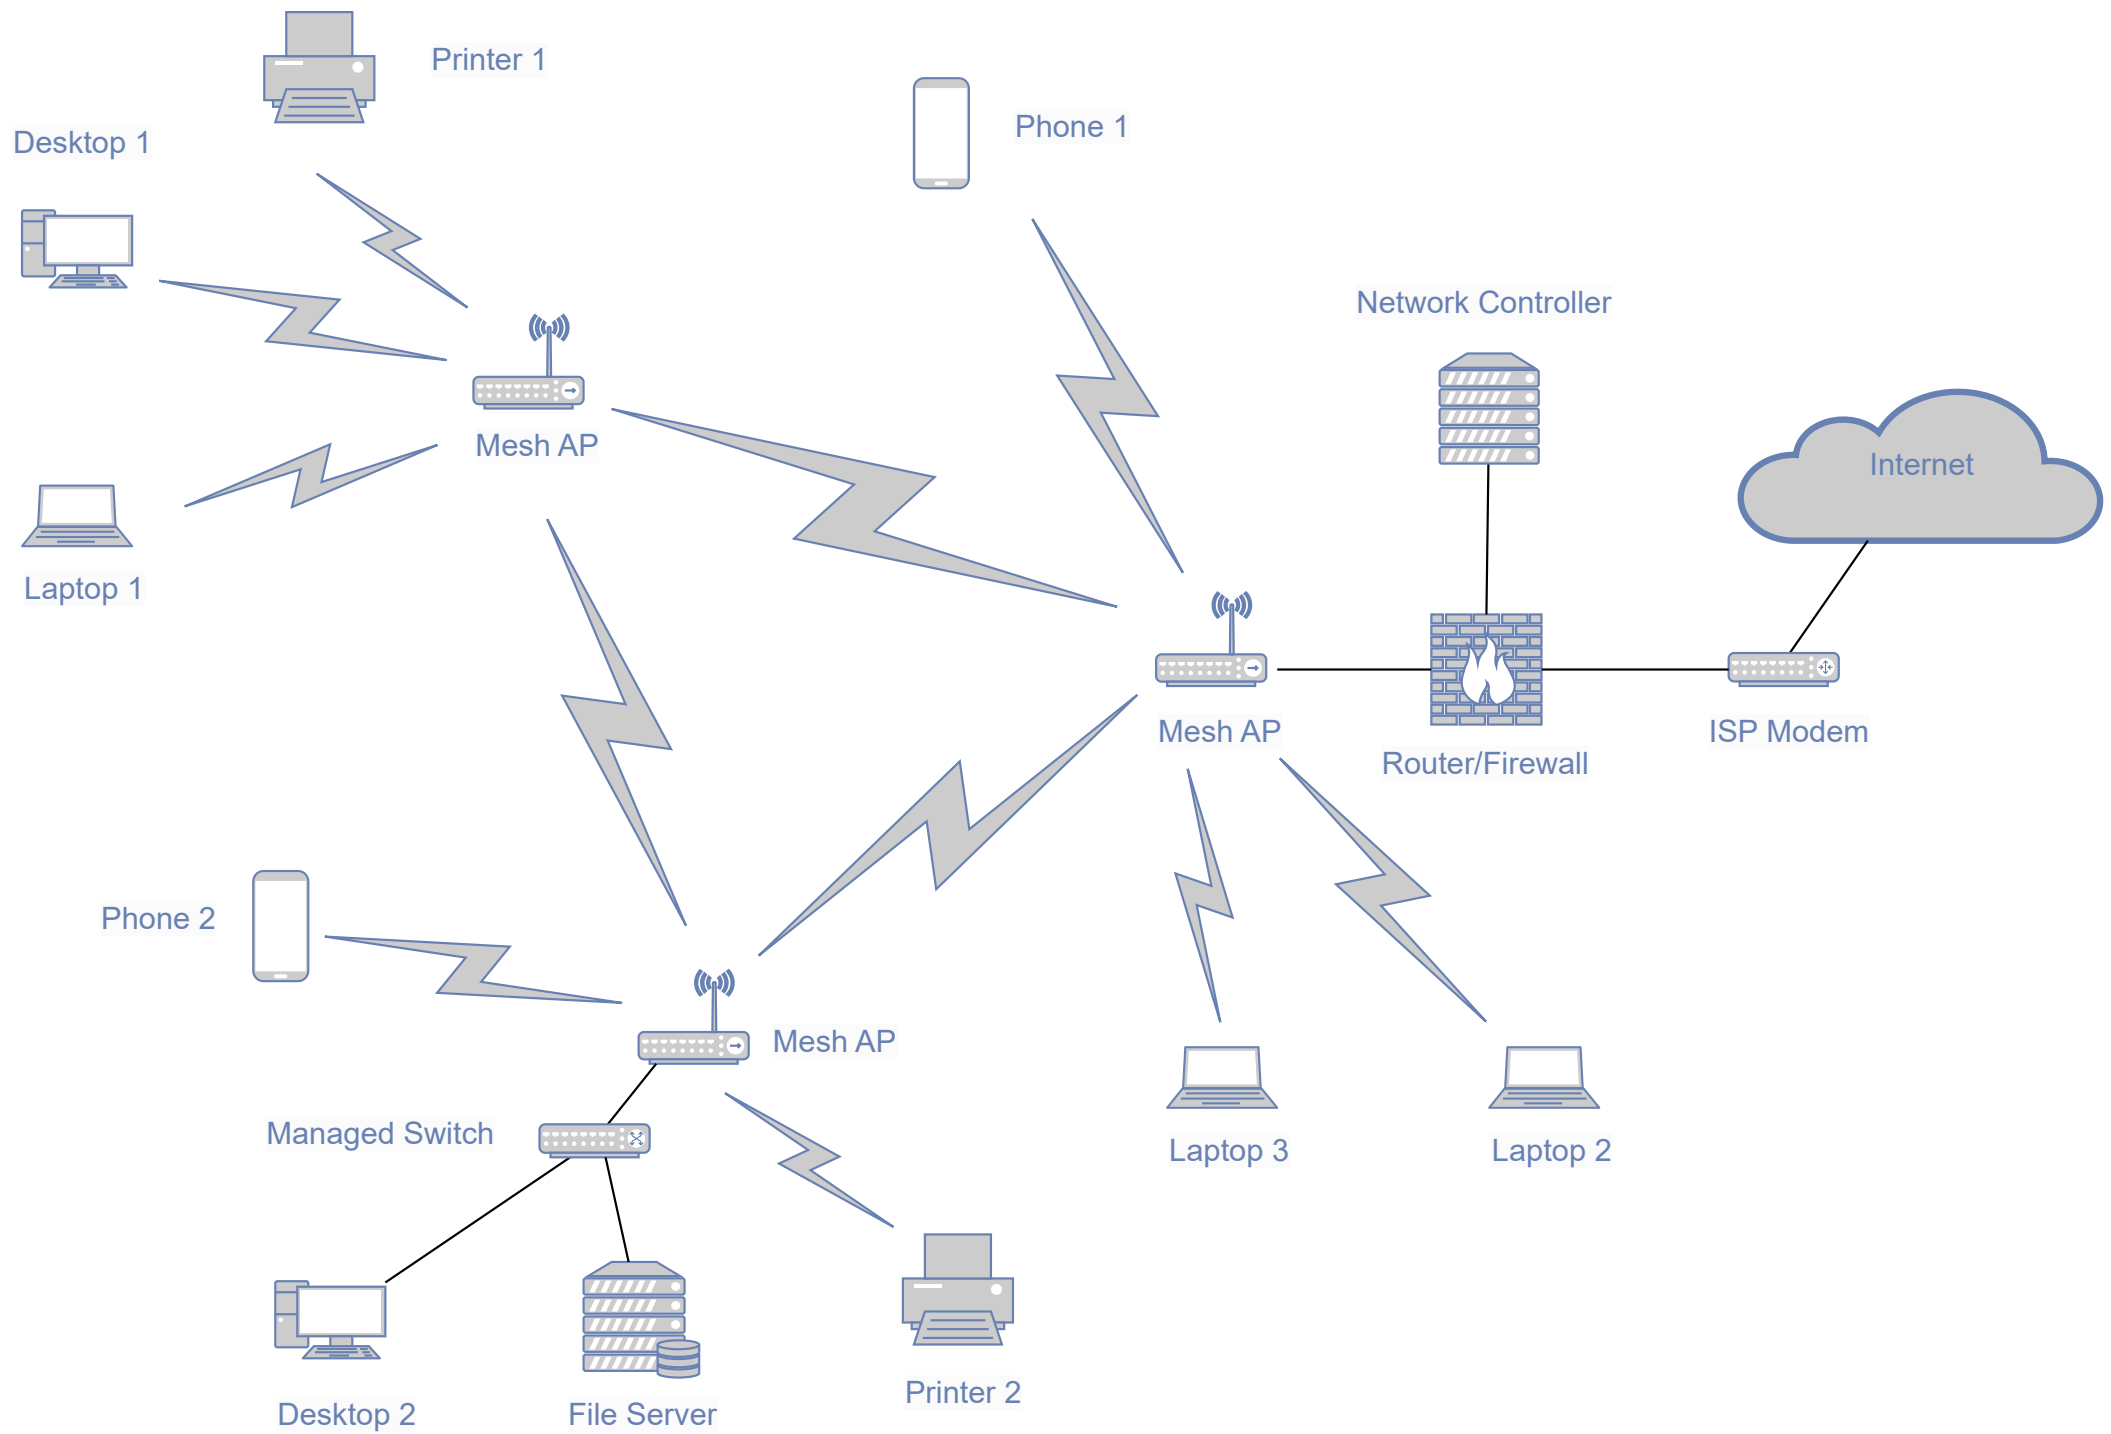 Printer 1
Phone 1
Desktop 1
Network Controller
Mesh AP
Internet
Laptop 1
Mesh AP
ISP Modem
Router/Firewall
Phone 2
Mesh AP
Managed Switch
Laptop 3
Laptop 2
Printer 2
Desktop 2
File Server